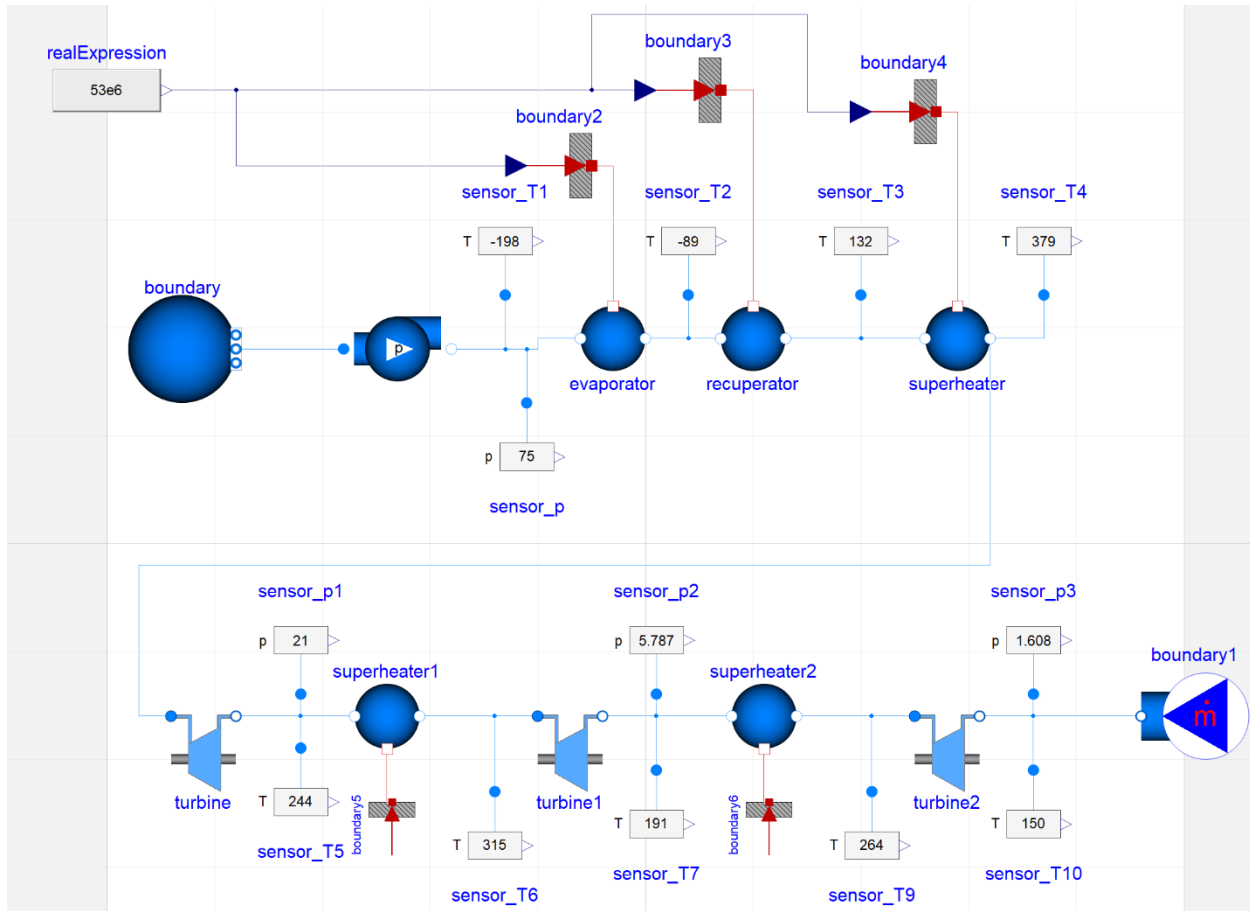 realExpression
53e6
boundary3
boundary4
boundary2
sensor_T1
sensor_T2
sensor_T3
sensor_T4
T -198
T -89
T 132
T 379
boundary
p
evaporator
recuperator
superheater
p 75
sensor_p
sensor_p1
sensor_p2
sensor_p3
p 21
p 5.787
p 1.608
boundary1
superheater1
superheater2
ṁ
turbine
turbine1
turbine2
T 244
boundary5
T 191
boundary6
T 150
sensor_T5
T 315
T 264
sensor_T7
sensor_T10
sensor_T6
sensor_T9